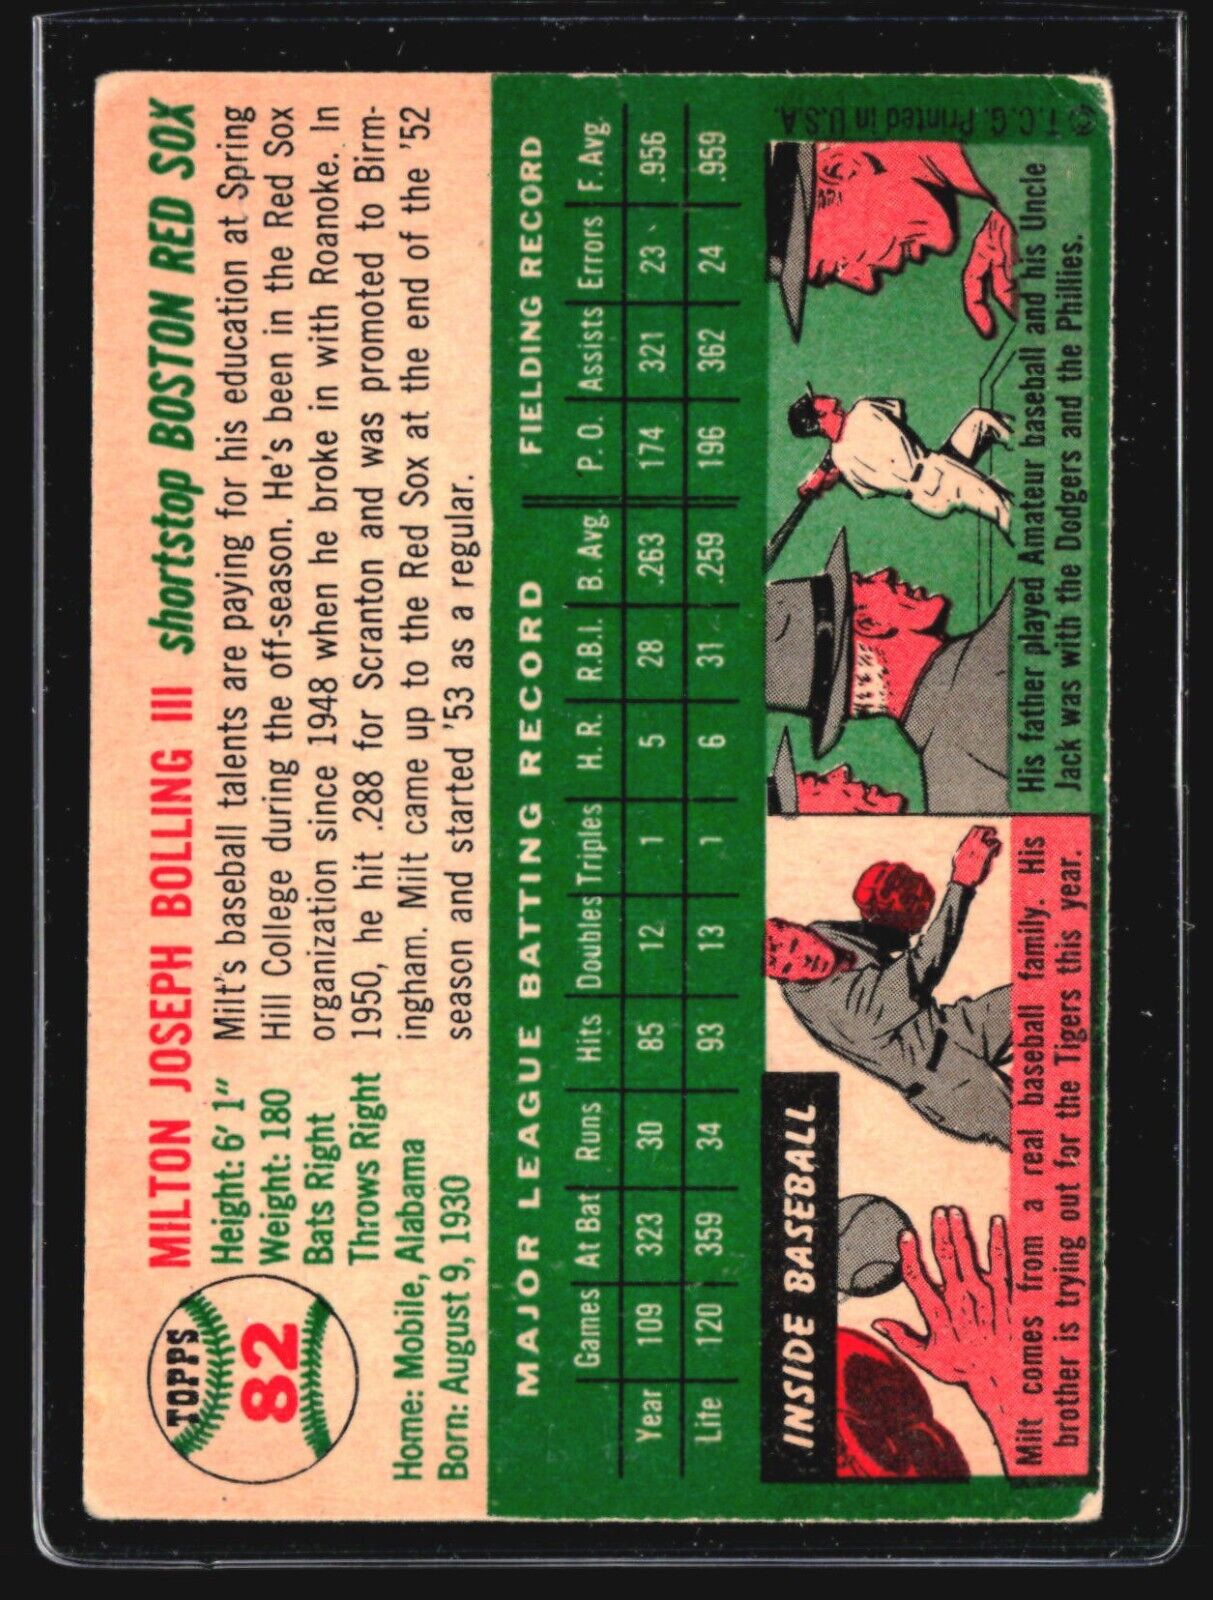 TOPPS
82
MILTON JOSEPH BOLLING III shortstop BOSTON RED SOX
Height: 6' 1"
Weight: 180
Bats Right
Throws Right
Home: Mobile, Alabama
Born: August 9, 1930
Milt's baseball talents are paying for his education at Spring
Hill College during the off-season. He's been in the Red Sox
organization since 1948 when he broke in with Roanoke. In
1950, he hit .288 for Scranton and was promoted to Birm-
ingham. Milt came up to the Red Sox at the end of the '52
season and started '53 as a regular.
MAJOR LEAGUE BATTING RECORD FIELDING RECORD
Games At Bat Runs Hits Doubles Triples H. R. R.B.I. B. Avg. P. O. Assists Errors F. Avg.
Year 109 323 30 85 12 1 5 28 .263 174 321 23 .956
Life 120 359 34 93 13 1 6 31 .259 196 362 24 .959
INSIDE BASEBALL
Milt comes from a real baseball family. His
brother is trying out for the Tigers this year.
His father played Amateur baseball and his Uncle
Jack was with the Dodgers and the Phillies.
© T. C. G. Printed in U.S.A.